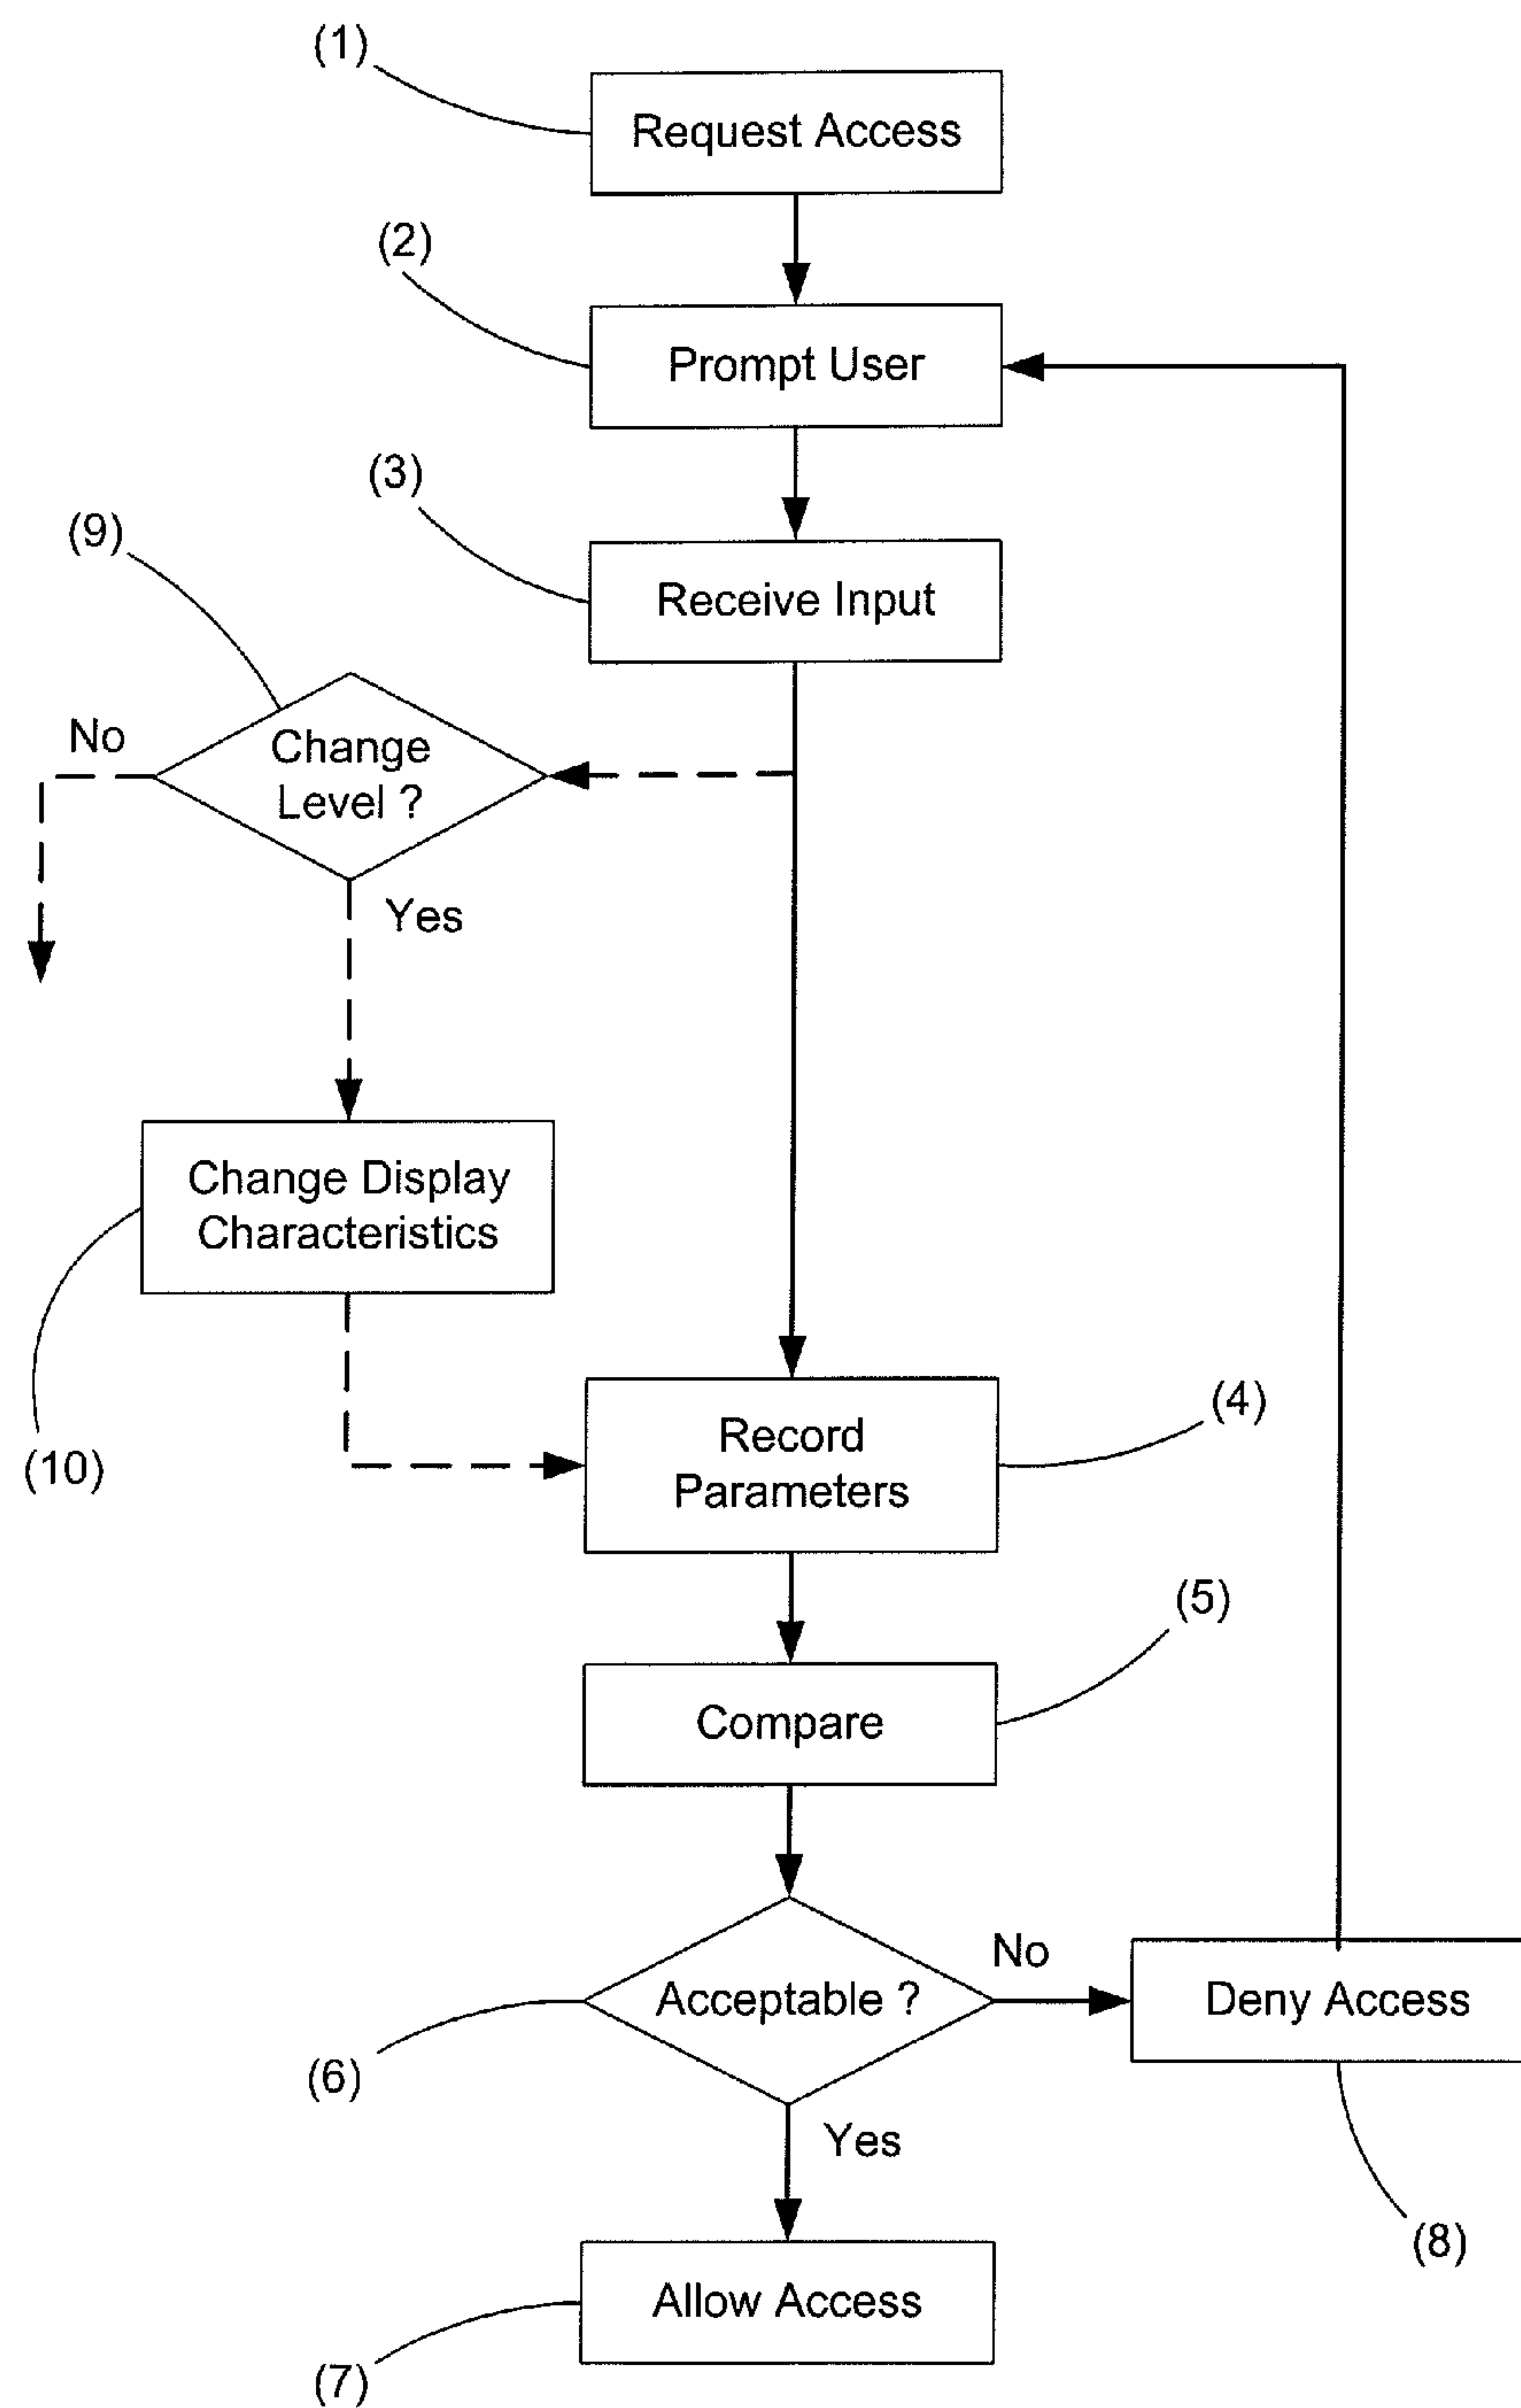 (1)
Request Access
(2)
Prompt User
(3)
Receive Input
(9)
No
Change
Level ?
Yes
Change Display
Characteristics
(10)
Record
Parameters
(4)
(5)
Compare
No
Acceptable ?
Deny Access
(6)
Yes
(8)
Allow Access
(7)